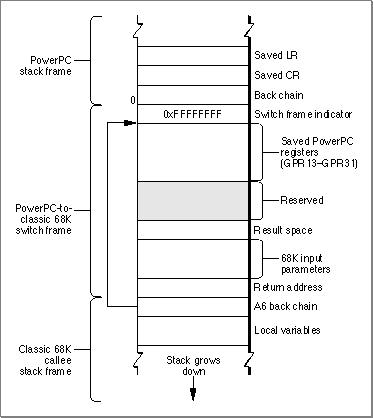 PowerPC
stack frame
Saved LR
Saved CR
Back chain
0
0xFFFFFFFF
Switch frame indicator
Saved PowerPC
registers
(GPR13–GPR31)
PowerPC-to-
classic 68K
switch frame
Reserved
Result space
68K input
parameters
Return address
A6 back chain
Local variables
Classic 68K
callee
stack frame
Stack grows
down